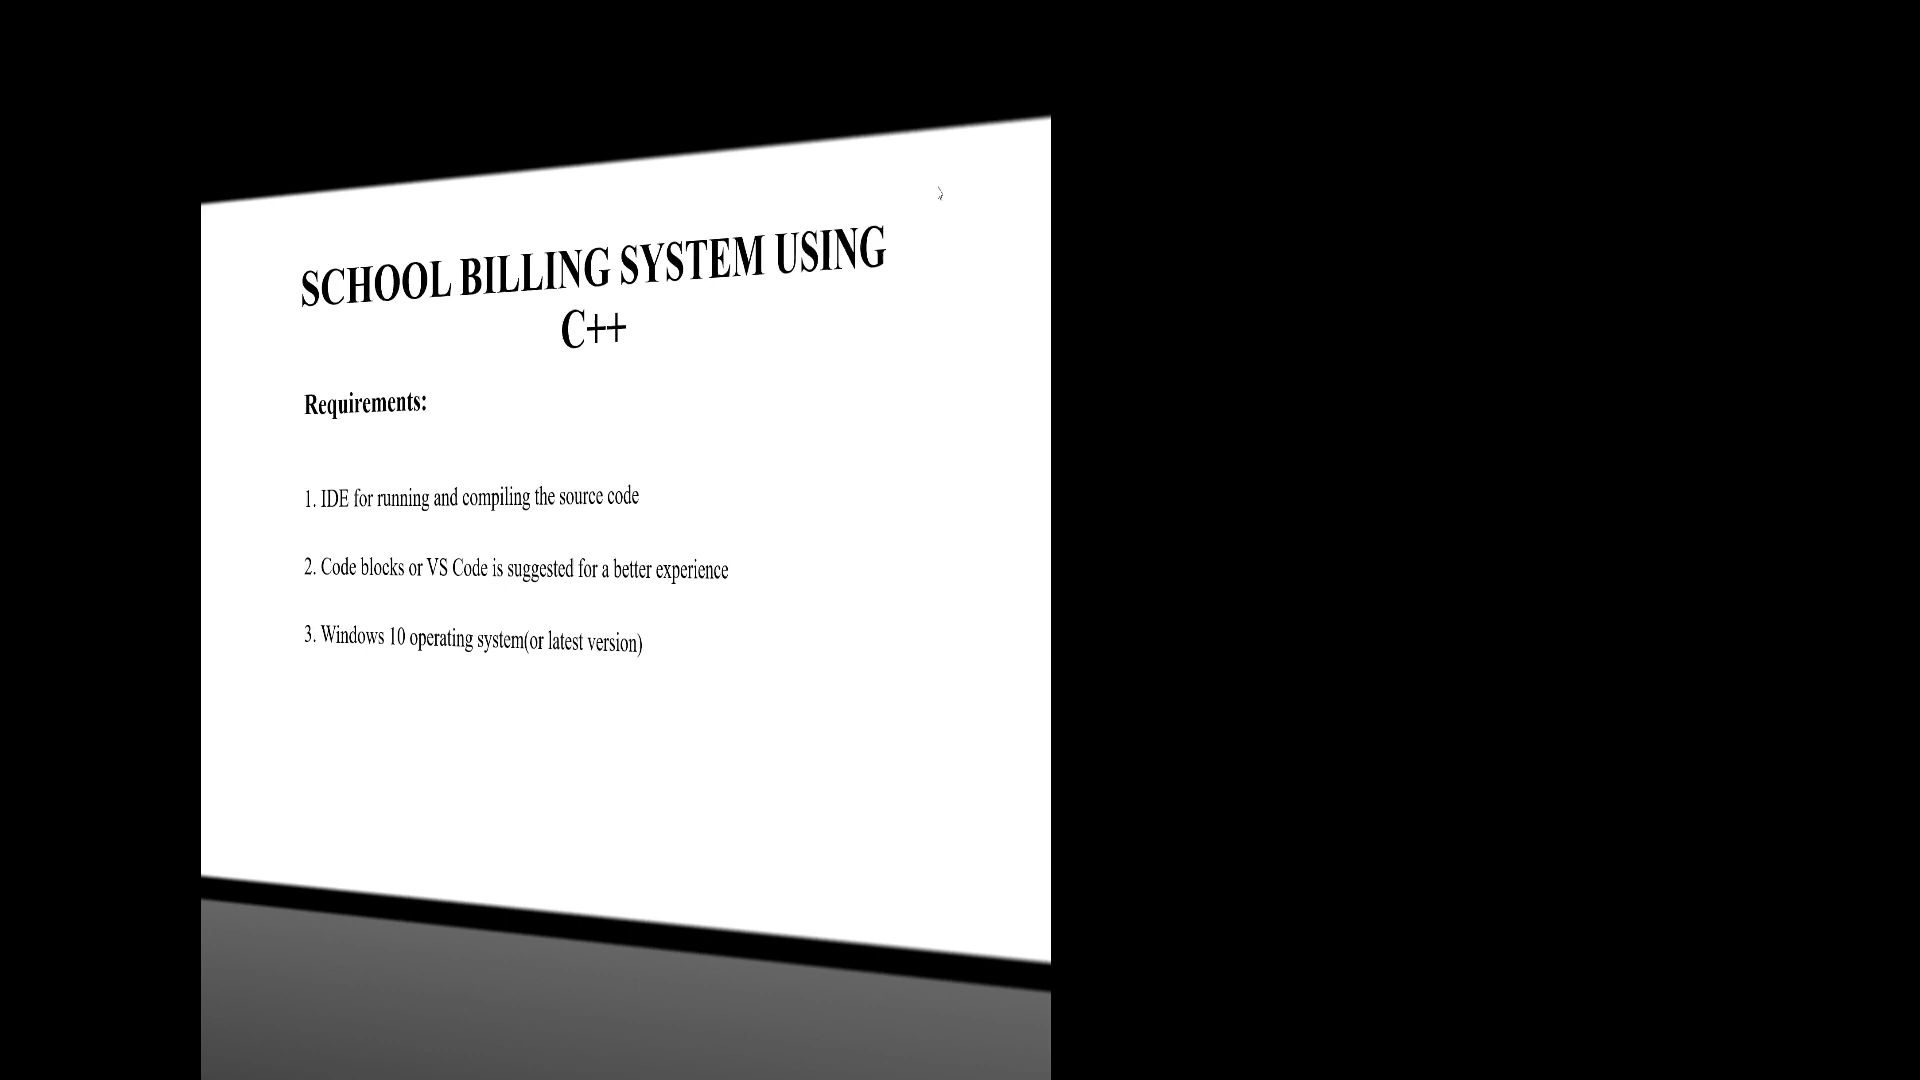 SCHOOL BILLING SYSTEM USING
C++
Requirements:
1. IDE for running and compiling the source code
2. Code blocks or VS Code is suggested for a better experience
3. Windows 10 operating system(or latest version)